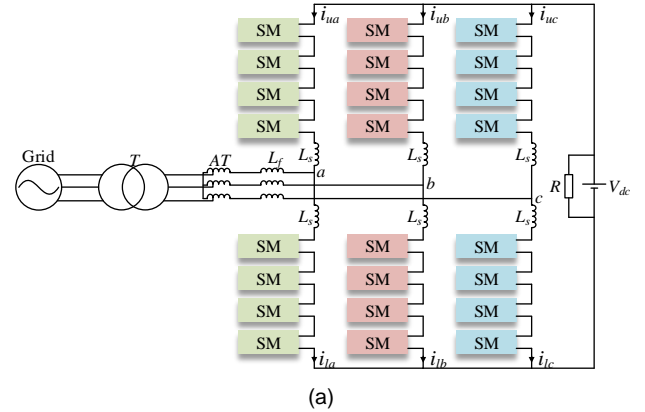 i_ua i_ub i_uc
SM SM SM
SM SM SM
SM SM SM
SM SM SM
L_s L_s L_s
Grid T AT L_f a
b
c
R V_dc
L_s L_s L_s
SM SM SM
SM SM SM
SM SM SM
SM SM SM
i_la i_lb i_lc
(a)